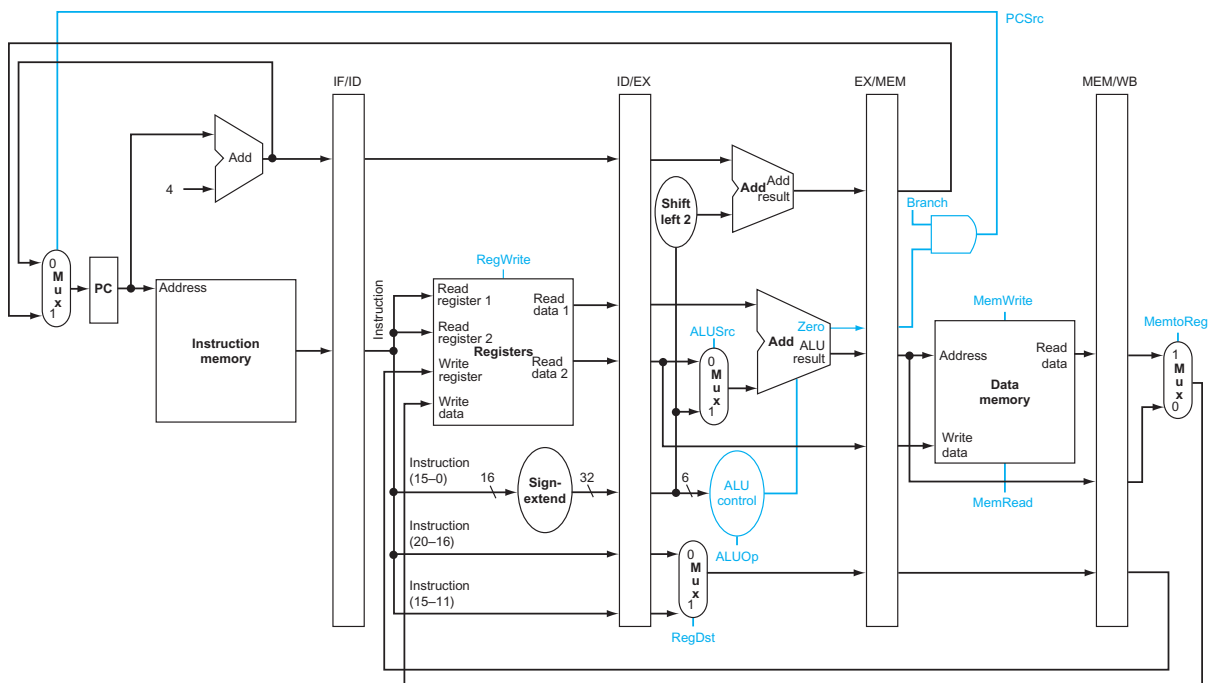 PCSrc
IF/ID
ID/EX
EX/MEM
MEM/WB
Add
4
Add
Add
result
Shift
left 2
Branch
0
M
u
x
1
PC
Address
Instruction
memory
Instruction
RegWrite
Read
register 1
Read
register 2
Write
register
Write
data
Registers
Read
data 1
Read
data 2
ALUSrc
0
M
u
x
1
Zero
Add
ALU
result
MemWrite
Address
Read
data
Data
memory
Write
data
MemRead
MemtoReg
1
M
u
x
0
Instruction
(15–0)
16
Sign-
extend
32
6
ALU
control
ALUOp
Instruction
(20–16)
Instruction
(15–11)
0
M
u
x
1
RegDst